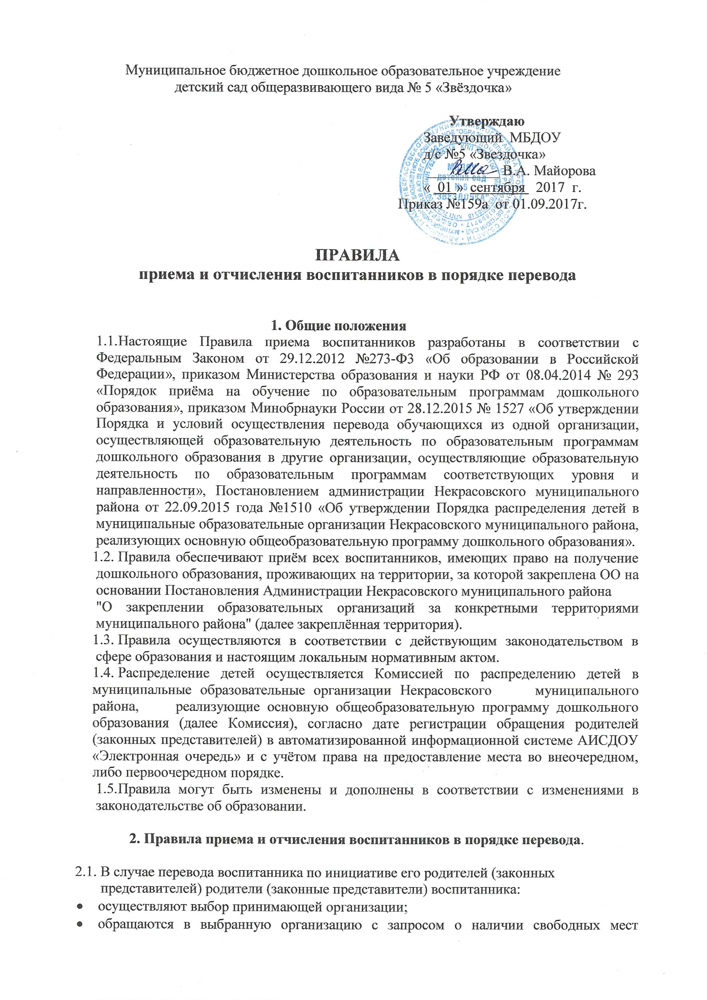 Муниципальное бюджетное дошкольное образовательное учреждение
детский сад общеразвивающего вида № 5 «Звёздочка»
Утверждаю
Заведующий МБДОУ
д/с №5 «Звездочка»
В.А. Майорова
« 01 » сентября 2017 г.
Приказ №159а от 01.09.2017г.
МБДОУ
детский сад
№5
"ЗВЕЗДОЧКА"
ПРАВИЛА
приема и отчисления воспитанников в порядке перевода
1. Общие положения
1.1.Настоящие Правила приема воспитанников разработаны в соответствии с
Федеральным Законом от 29.12.2012 №273-ФЗ «Об образовании в Российской
Федерации», приказом Министерства образования и науки РФ от 08.04.2014 № 293
«Порядок приёма на обучение по образовательным программам дошкольного
образования», приказом Минобрнауки России от 28.12.2015 № 1527 «Об утверждении
Порядка и условий осуществления перевода обучающихся из одной организации,
осуществляющей образовательную деятельность по образовательным программам
дошкольного образования в другие организации, осуществляющие образовательную
деятельность по образовательным программам соответствующих уровня и
направленности», Постановлением администрации Некрасовского муниципального
района от 22.09.2015 года №1510 «Об утверждении Порядка распределения детей в
муниципальные образовательные организации Некрасовского муниципального района,
реализующих основную общеобразовательную программу дошкольного образования».
1.2. Правила обеспечивают приём всех воспитанников, имеющих право на получение
дошкольного образования, проживающих на территории, за которой закреплена ОО на
основании Постановления Администрации Некрасовского муниципального района
"О закреплении образовательных организаций за конкретными территориями
муниципального района" (далее закреплённая территория).
1.3. Правила осуществляются в соответствии с действующим законодательством в
сфере образования и настоящим локальным нормативным актом.
1.4. Распределение детей осуществляется Комиссией по распределению детей в
муниципальные образовательные организации Некрасовского муниципального
района, реализующие основную общеобразовательную программу дошкольного
образования (далее Комиссия), согласно дате регистрации обращения родителей
(законных представителей) в автоматизированной информационной системе АИСДОУ
«Электронная очередь» и с учётом права на предоставление места во внеочередном,
либо первоочередном порядке.
1.5.Правила могут быть изменены и дополнены в соответствии с изменениями в
законодательстве об образовании.
2. Правила приема и отчисления воспитанников в порядке перевода.
2.1. В случае перевода воспитанника по инициативе его родителей (законных
представителей) родители (законные представители) воспитанника:
• осуществляют выбор принимающей организации;
• обращаются в выбранную организацию с запросом о наличии свободных мест